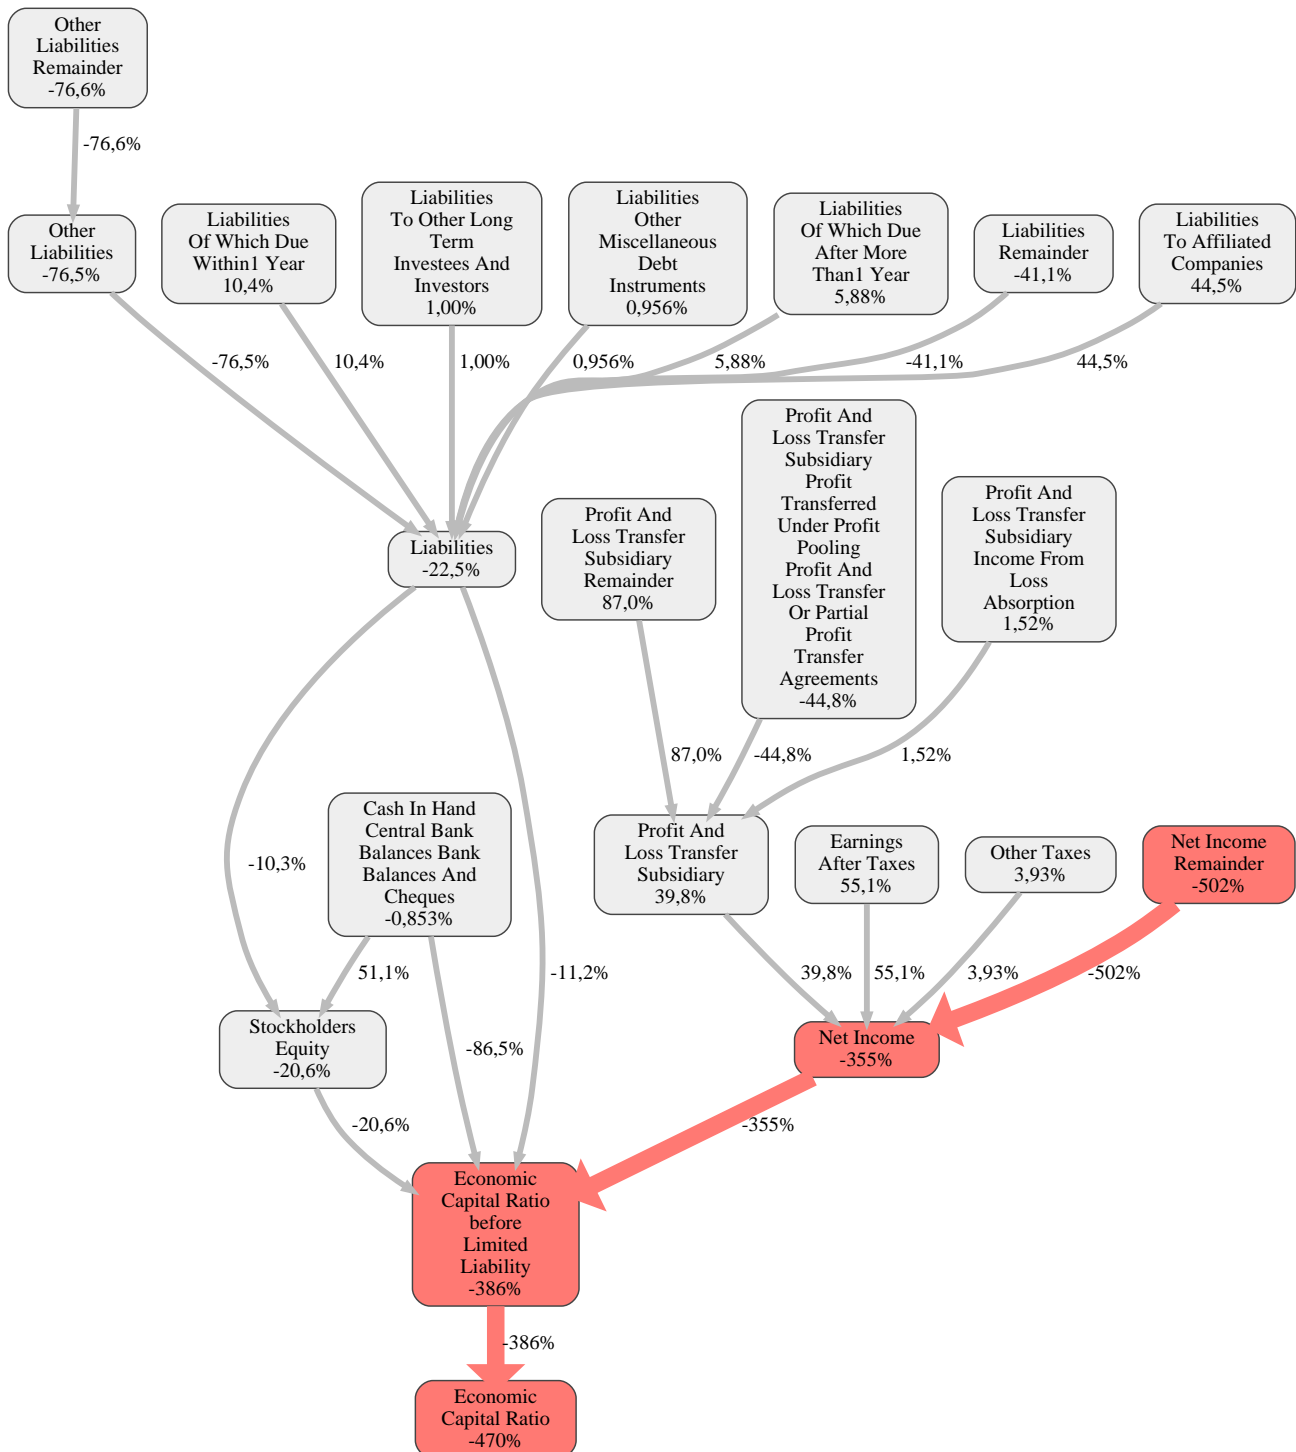 Other
Liabilities
Remainder
-76,6%
-76,6%
Other
Liabilities
-76,5%
Liabilities
Of Which Due
Within1 Year
10,4%
Liabilities
To Other Long
Term
Investees And
Investors
1,00%
Liabilities
Other
Miscellaneous
Debt
Instruments
0,956%
Liabilities
Of Which Due
After More
Than1 Year
5,88%
Liabilities
Remainder
-41,1%
Liabilities
To Affiliated
Companies
44,5%
-76,5%
10,4%
1,00%
0,956%
5,88%
-41,1%
44,5%
Profit And
Loss Transfer
Subsidiary
Profit
Transferred
Under Profit
Pooling
Profit And
Loss Transfer
Or Partial
Profit
Transfer
Agreements
-44,8%
Profit And
Loss Transfer
Subsidiary
Income From
Loss
Absorption
1,52%
Profit And
Loss Transfer
Subsidiary
Remainder
87,0%
Liabilities
-22,5%
87,0%
-44,8%
1,52%
Cash In Hand
Central Bank
Balances Bank
Balances And
Cheques
-0,853%
Profit And
Loss Transfer
Subsidiary
39,8%
Earnings
After Taxes
55,1%
Other Taxes
3,93%
Net Income
Remainder
-502%
-10,3%
51,1%
-11,2%
39,8%
55,1%
3,93%
-502%
Stockholders
Equity
-20,6%
-86,5%
Net Income
-355%
-20,6%
-355%
Economic
Capital Ratio
before
Limited
Liability
-386%
-386%
Economic
Capital Ratio
-470%